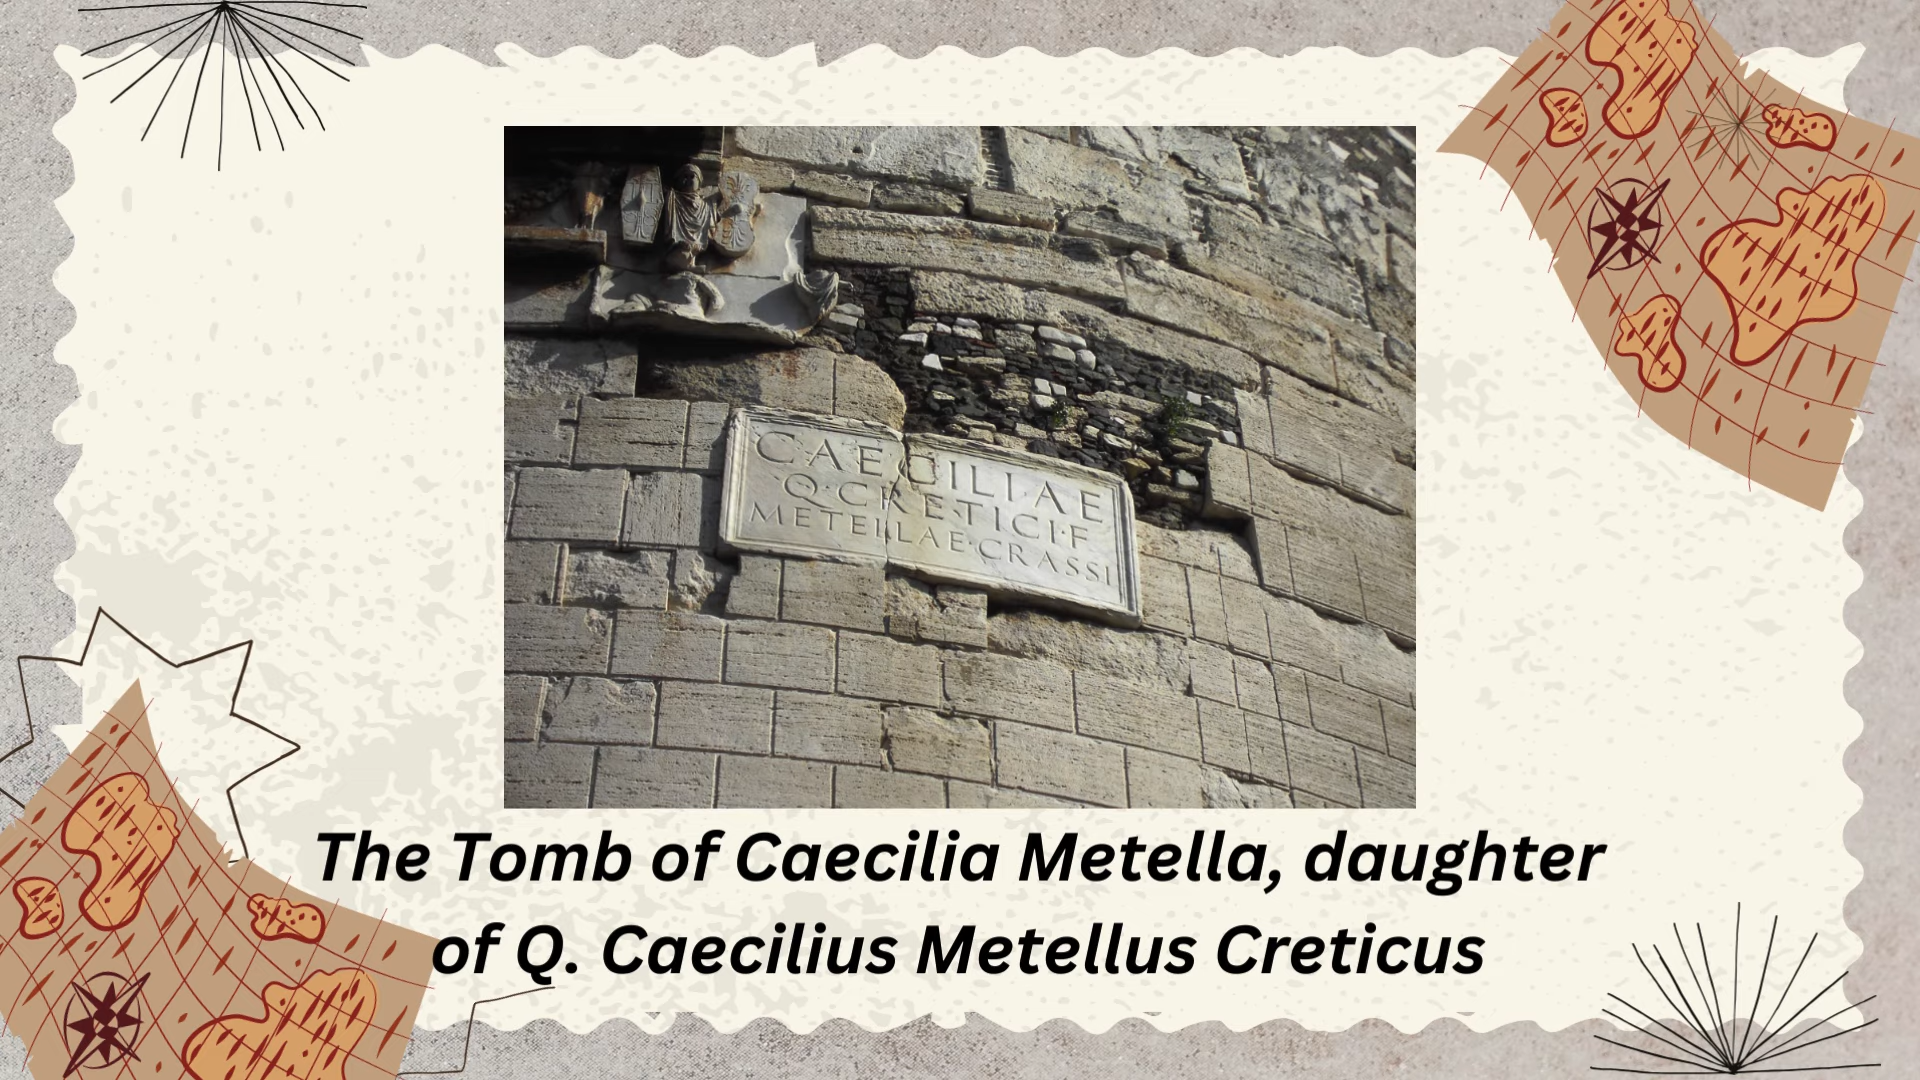 CAECILIAE
Q·CRETICI·F
METELLAE·CRASSI
The Tomb of Caecilia Metella, daughter
of Q. Caecilius Metellus Creticus